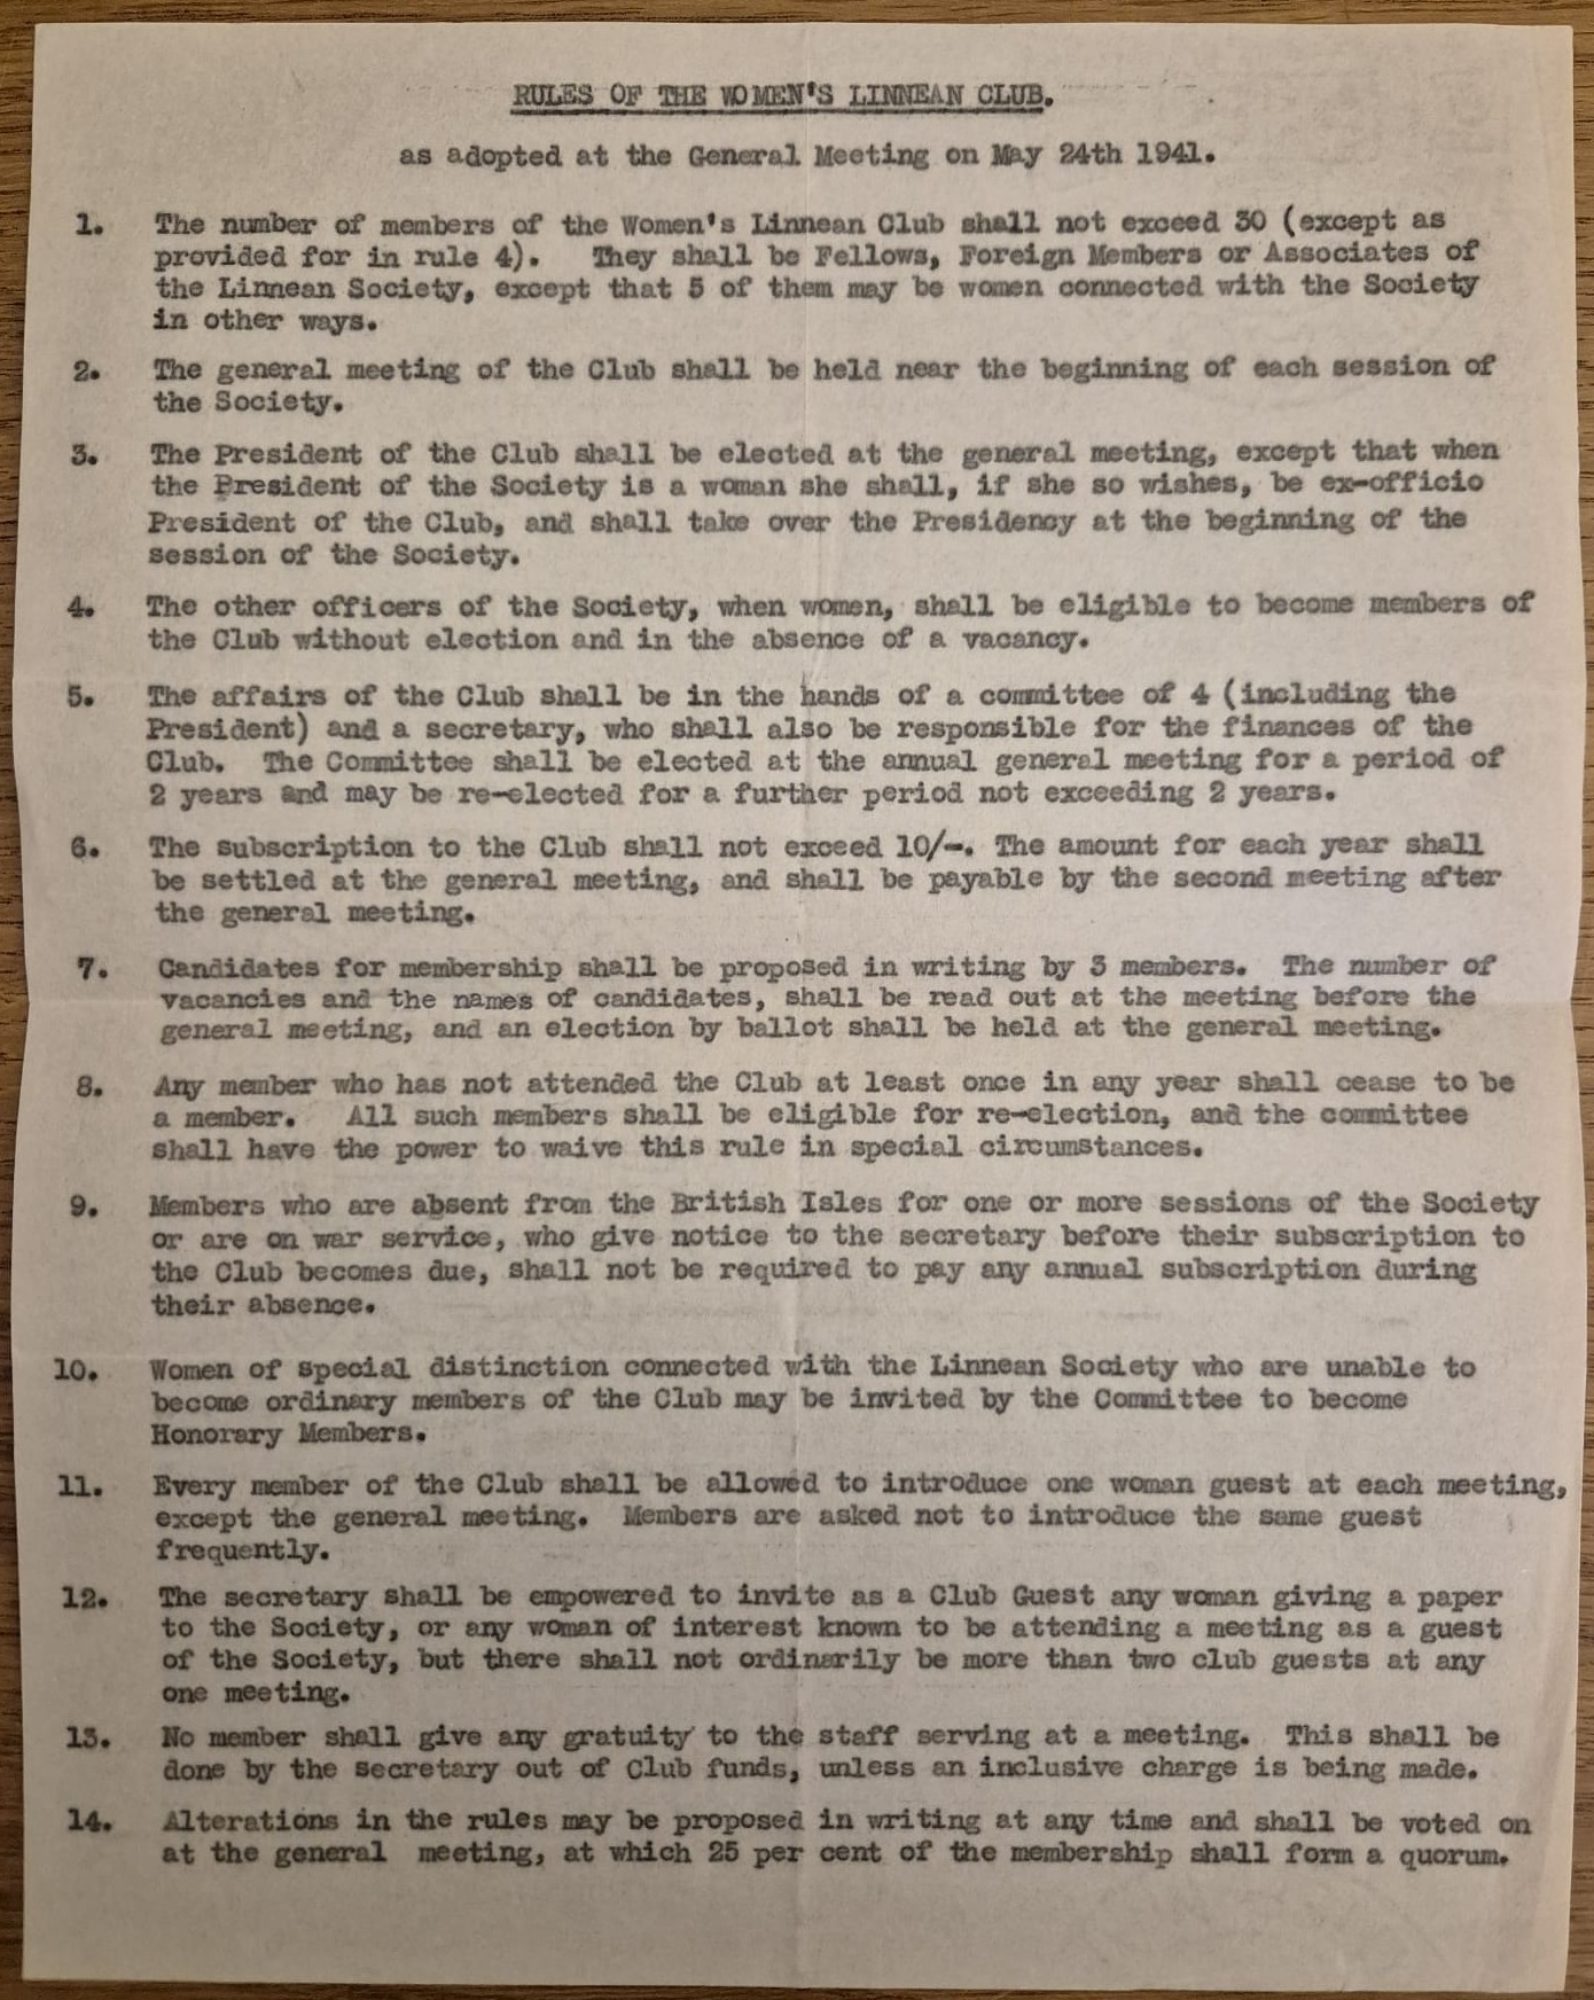 RULES OF THE WOMEN'S LINNEAN CLUB.
as adopted at the General Meeting on May 24th 1941.
1. The number of members of the Women's Linnean Club shall not exceed 30 (except as
provided for in rule 4). They shall be Fellows, Foreign Members or Associates of
the Linnean Society, except that 5 of them may be women connected with the Society
in other ways.
2. The general meeting of the Club shall be held near the beginning of each session of
the Society.
3. The President of the Club shall be elected at the general meeting, except that when
the President of the Society is a woman she shall, if she so wishes, be ex-officio
President of the Club, and shall take over the Presidency at the beginning of the
session of the Society.
4. The other officers of the Society, when women, shall be eligible to become members of
the Club without election and in the absence of a vacancy.
5. The affairs of the Club shall be in the hands of a committee of 4 (including the
President) and a secretary, who shall also be responsible for the finances of the
Club. The Committee shall be elected at the annual general meeting for a period of
2 years and may be re-elected for a further period not exceeding 2 years.
6. The subscription to the Club shall not exceed 10/-. The amount for each year shall
be settled at the general meeting, and shall be payable by the second meeting after
the general meeting.
7. Candidates for membership shall be proposed in writing by 3 members. The number of
vacancies and the names of candidates, shall be read out at the meeting before the
general meeting, and an election by ballot shall be held at the general meeting.
8. Any member who has not attended the Club at least once in any year shall cease to be
a member. All such members shall be eligible for re-election, and the committee
shall have the power to waive this rule in special circumstances.
9. Members who are absent from the British Isles for one or more sessions of the Society
or are on war service, who give notice to the secretary before their subscription to
the Club becomes due, shall not be required to pay any annual subscription during
their absence.
10. Women of special distinction connected with the Linnean Society who are unable to
become ordinary members of the Club may be invited by the Committee to become
Honorary Members.
11. Every member of the Club shall be allowed to introduce one woman guest at each meeting,
except the general meeting. Members are asked not to introduce the same guest
frequently.
12. The secretary shall be empowered to invite as a Club Guest any woman giving a paper
to the Society, or any woman of interest known to be attending a meeting as a guest
of the Society, but there shall not ordinarily be more than two club guests at any
one meeting.
13. No member shall give any gratuity to the staff serving at a meeting. This shall be
done by the secretary out of Club funds, unless an inclusive charge is being made.
14. Alterations in the rules may be proposed in writing at any time and shall be voted on
at the general meeting, at which 25 per cent of the membership shall form a quorum.